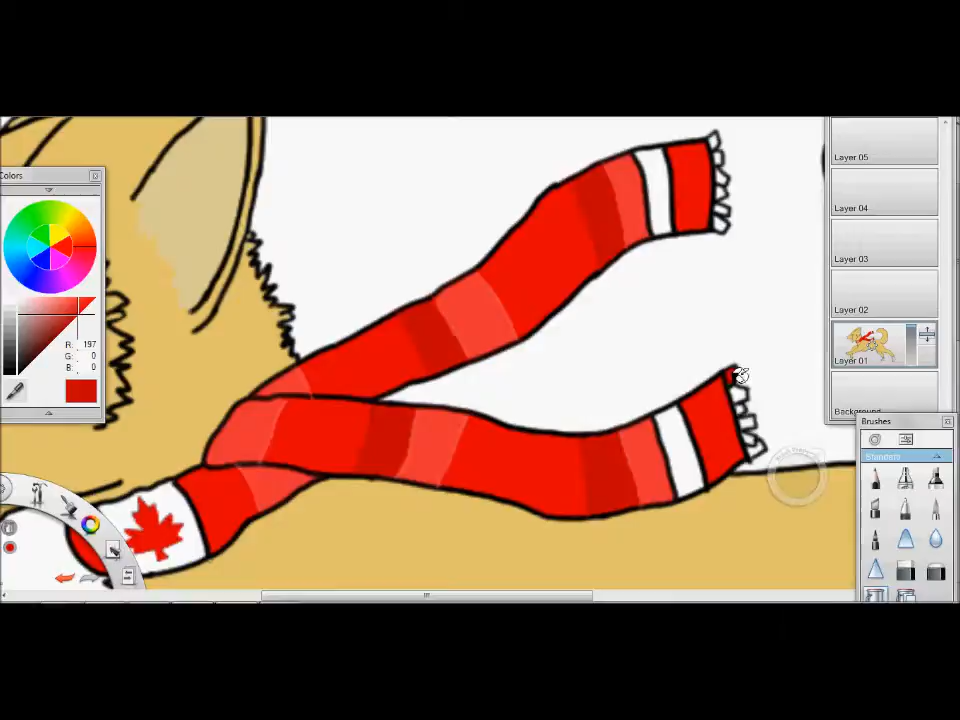 Colors
R: 197
G: 0
B: 0
Layer 05
Layer 04
Layer 03
Layer 02
Layer 01
Background
Brushes
Standard